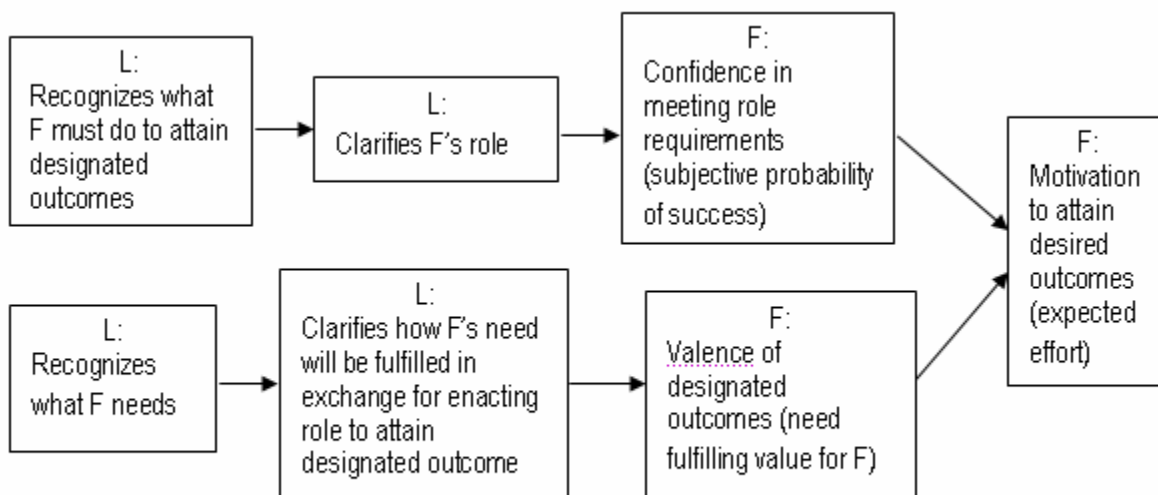 L:
Recognizes what
F must do to attain
designated
outcomes
L:
Clarifies F's role
F:
Confidence in
meeting role
requirements
(subjective probability
of success)
F:
Motivation
to attain
desired
outcomes
(expected
effort)
L:
Recognizes
what F needs
L:
Clarifies how F's need
will be fulfilled in
exchange for enacting
role to attain
designated outcome
F:
Valence of
designated
outcomes (need
fulfilling value for F)